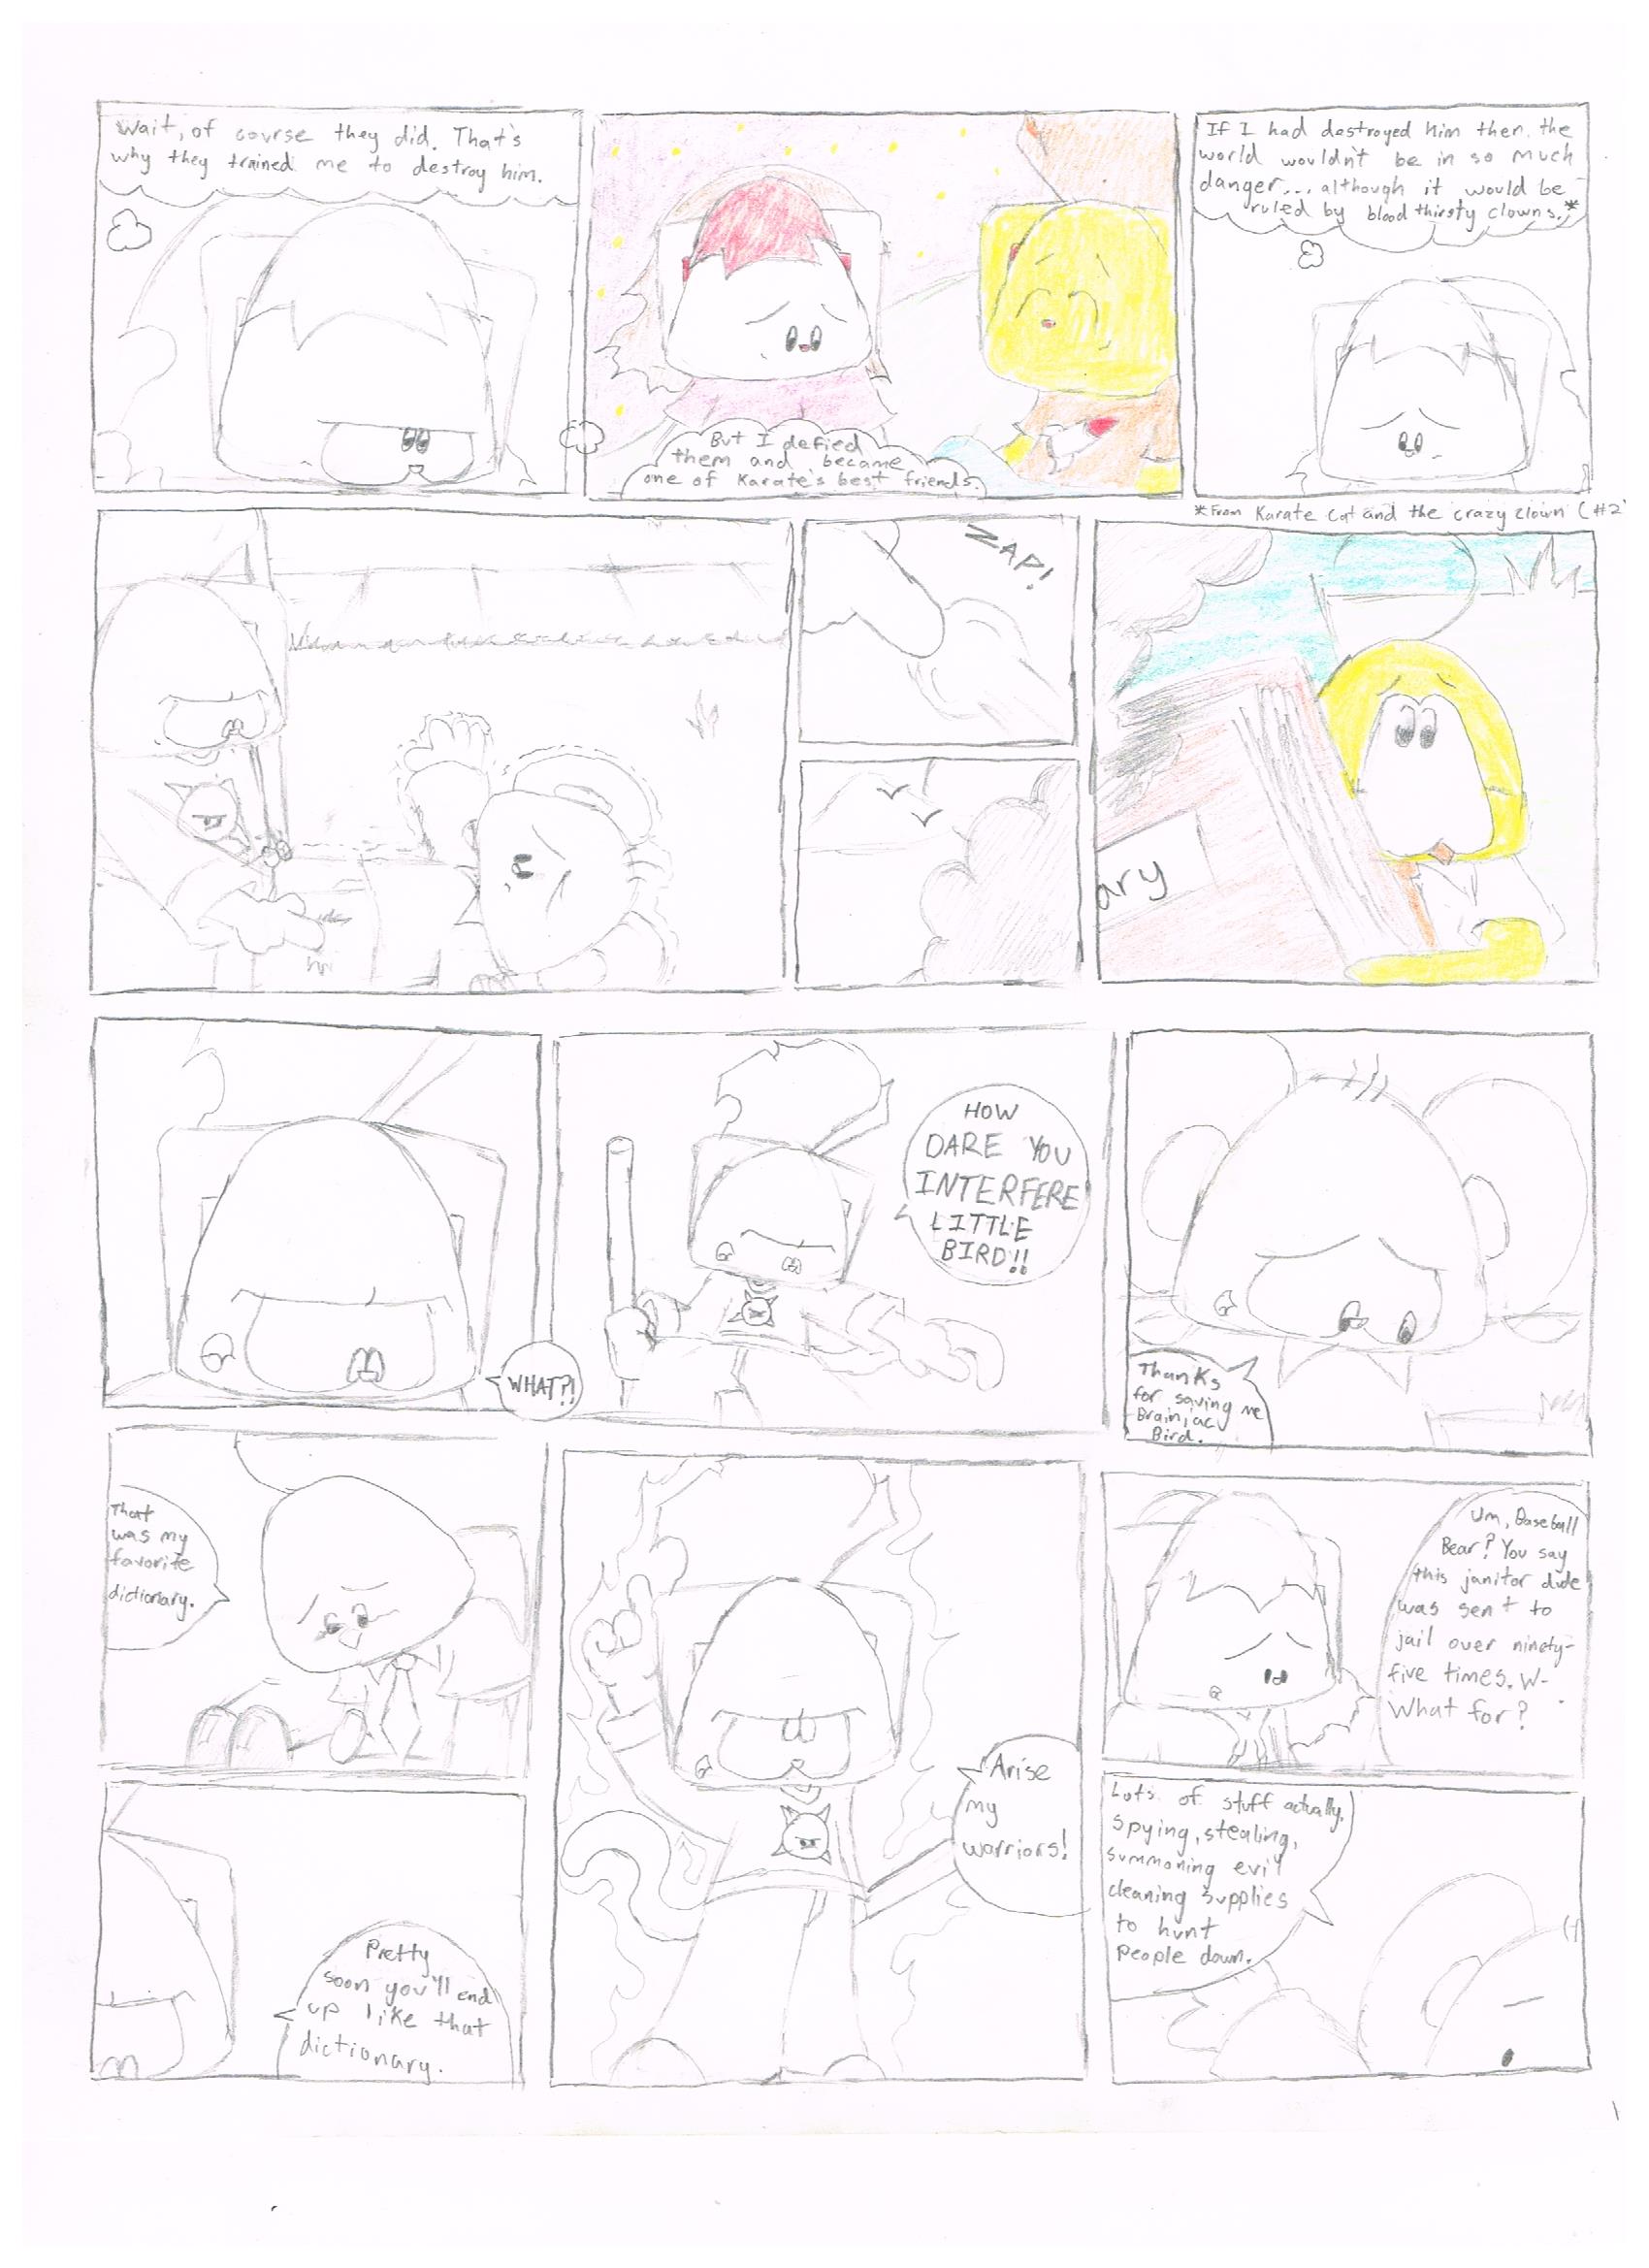 Wait, of course they did. That's
why they trained me to destroy him.
But I defied
them and became
one of Karate's best friends.
If I had destroyed him then the
world wouldn't be in so much
danger... although it would be
ruled by blood thirsty clowns.*
*From Karate Cat and the crazy clown (#2)
ZAP!
ary
WHAT?!
HOW
DARE YOU
INTERFERE
LITTLE
BIRD!!
Thanks
for saving me
Brainiac
Bird.
That
was my
favorite
dictionary.
Pretty
soon you'll end
up like that
dictionary.
Arise
my
warriors!
Um, Baseball
Bear? You say
this janitor dude
was sent to
jail over ninety-
five times. W-
What for?
Lots of stuff actually.
Spying, stealing,
summoning evil
cleaning supplies
to hunt
people down.